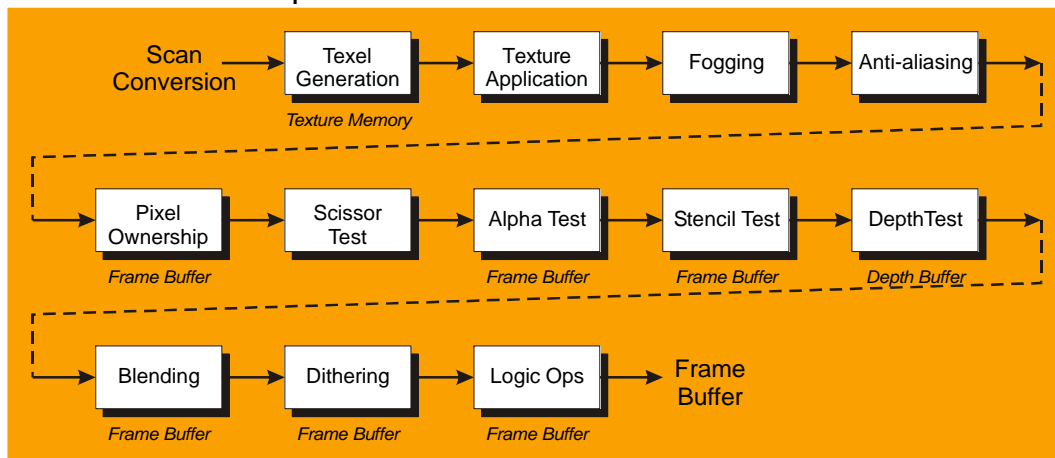 Scan
Conversion
Texel
Generation
Texture
Application
Fogging
Anti-aliasing
Texture Memory
Pixel
Ownership
Scissor
Test
Alpha Test
Stencil Test
DepthTest
Frame Buffer
Frame Buffer
Frame Buffer
Depth Buffer
Blending
Dithering
Logic Ops
Frame
Buffer
Frame Buffer
Frame Buffer
Frame Buffer